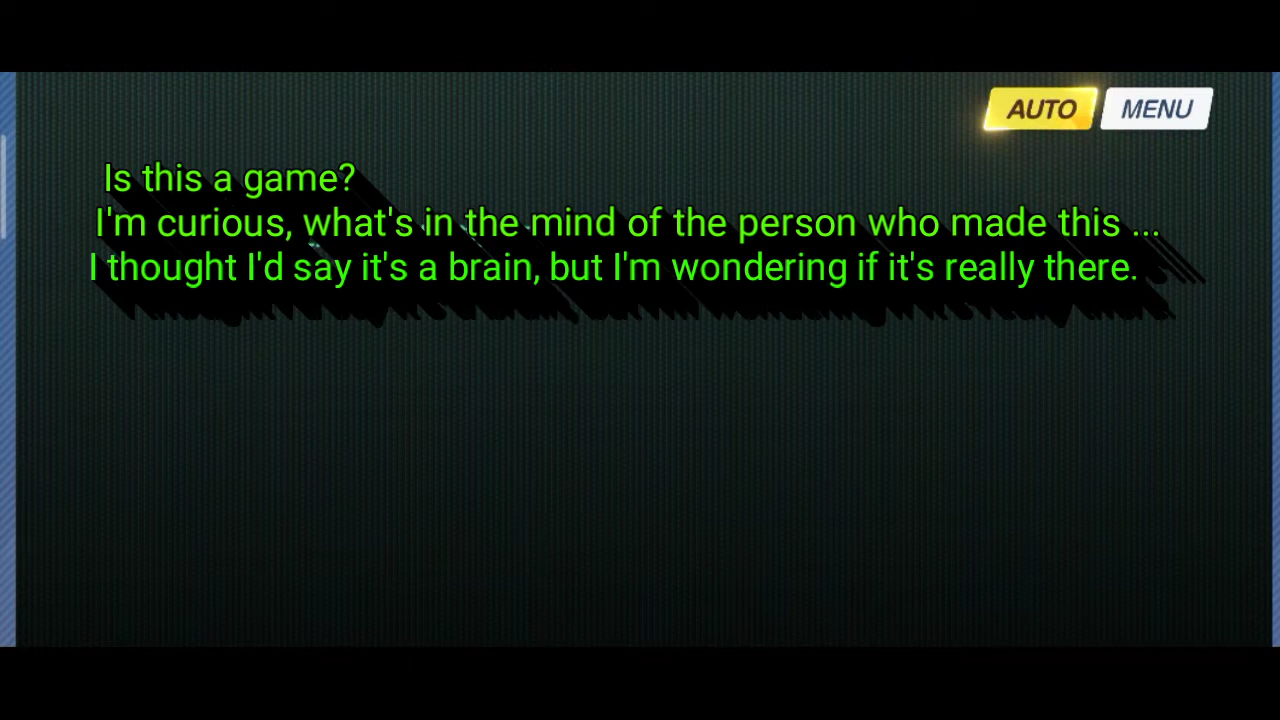 AUTO MENU
Is this a game?
I'm curious, what's in the mind of the person who made this ...
I thought I'd say it's a brain, but I'm wondering if it's really there.